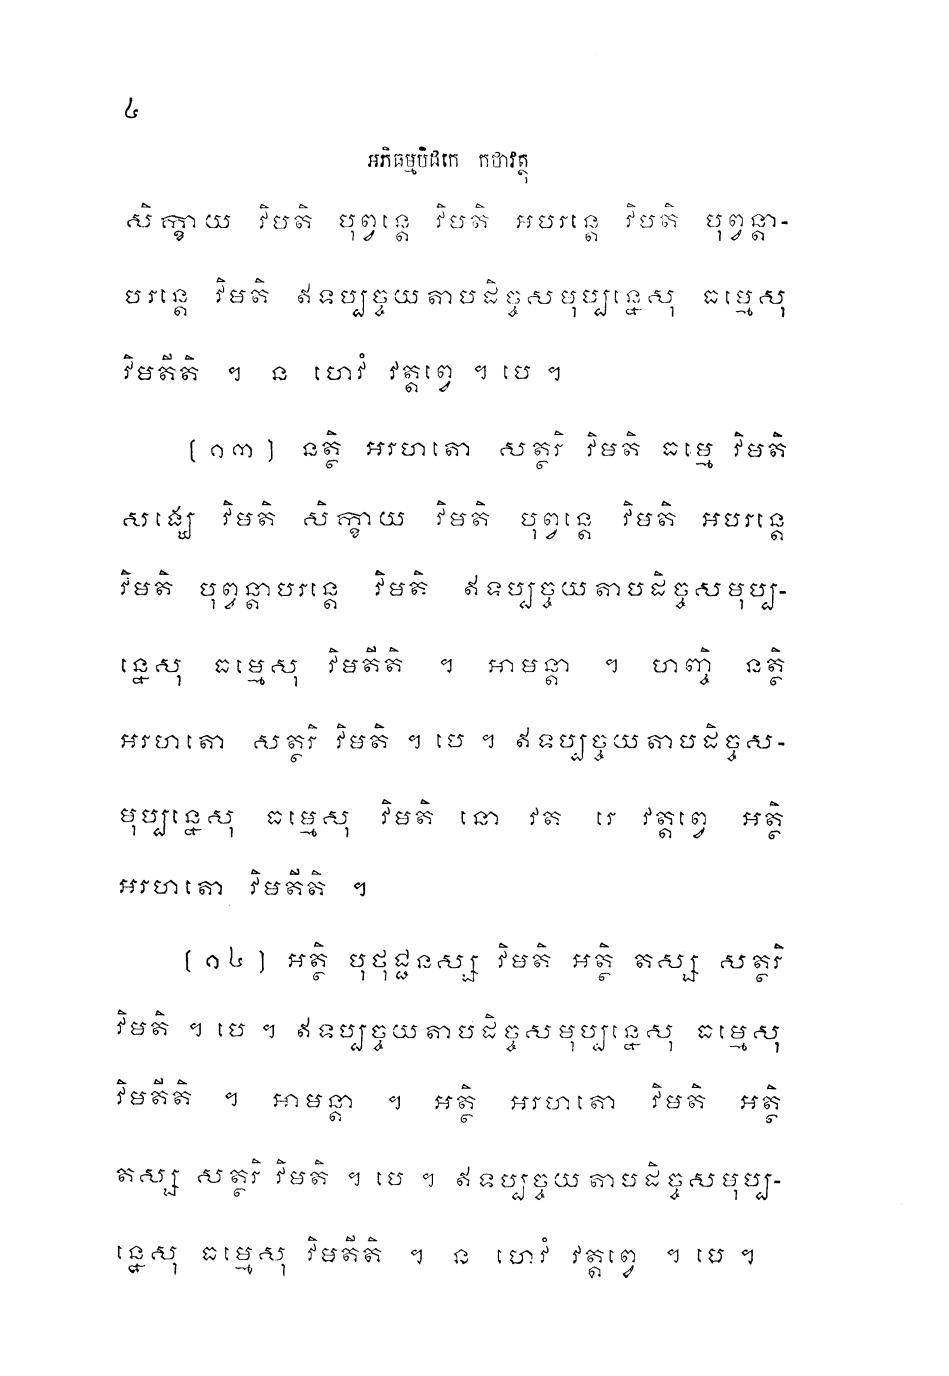 ៤
អភិធម្មបិដកេ កថាវត្ថុ
សិក្ខាយ វិមតិ បុព្វន្តេ វិមតិ អបរន្តេ វិមតិ បុព្វន្តា-
បរន្តេ វិមតិ ឥទប្បច្ចយតាបដិច្ចសមុប្បន្នេសុ ធម្មេសុ
វិមតីតិ ។ ន ហេវំ វត្តព្វេ ។ បេ ។
(១៣) នត្ថិ អរហតោ សត្ថរិ វិមតិ ធម្មេ វិមតិ
សង្ឃេ វិមតិ សិក្ខាយ វិមតិ បុព្វន្តេ វិមតិ អបរន្តេ
វិមតិ បុព្វន្តាបរន្តេ វិមតិ ឥទប្បច្ចយតាបដិច្ចសមុប្ប-
ន្នេសុ ធម្មេសុ វិមតីតិ ។ អាមន្តា ។ ហញ្ចិ នត្ថិ
អរហតោ សត្ថរិ វិមតិ ។ បេ ។ ឥទប្បច្ចយតាបដិច្ចស-
មុប្បន្នេសុ ធម្មេសុ វិមតិ នោ វត រេ វត្តព្វេ អត្ថិ
អរហតោ វិមតីតិ ។
(១៤) អត្ថិ បុថុជ្ជនស្ស វិមតិ អត្ថិ តស្ស សត្ថរិ
វិមតិ ។ បេ ។ ឥទប្បច្ចយតាបដិច្ចសមុប្បន្នេសុ ធម្មេសុ
វិមតីតិ ។ អាមន្តា ។ អត្ថិ អរហតោ វិមតិ អត្ថិ
តស្ស សត្ថរិ វិមតិ ។ បេ ។ ឥទប្បច្ចយតាបដិច្ចសមុប្ប-
ន្នេសុ ធម្មេសុ វិមតីតិ ។ ន ហេវំ វត្តព្វេ ។ បេ ។